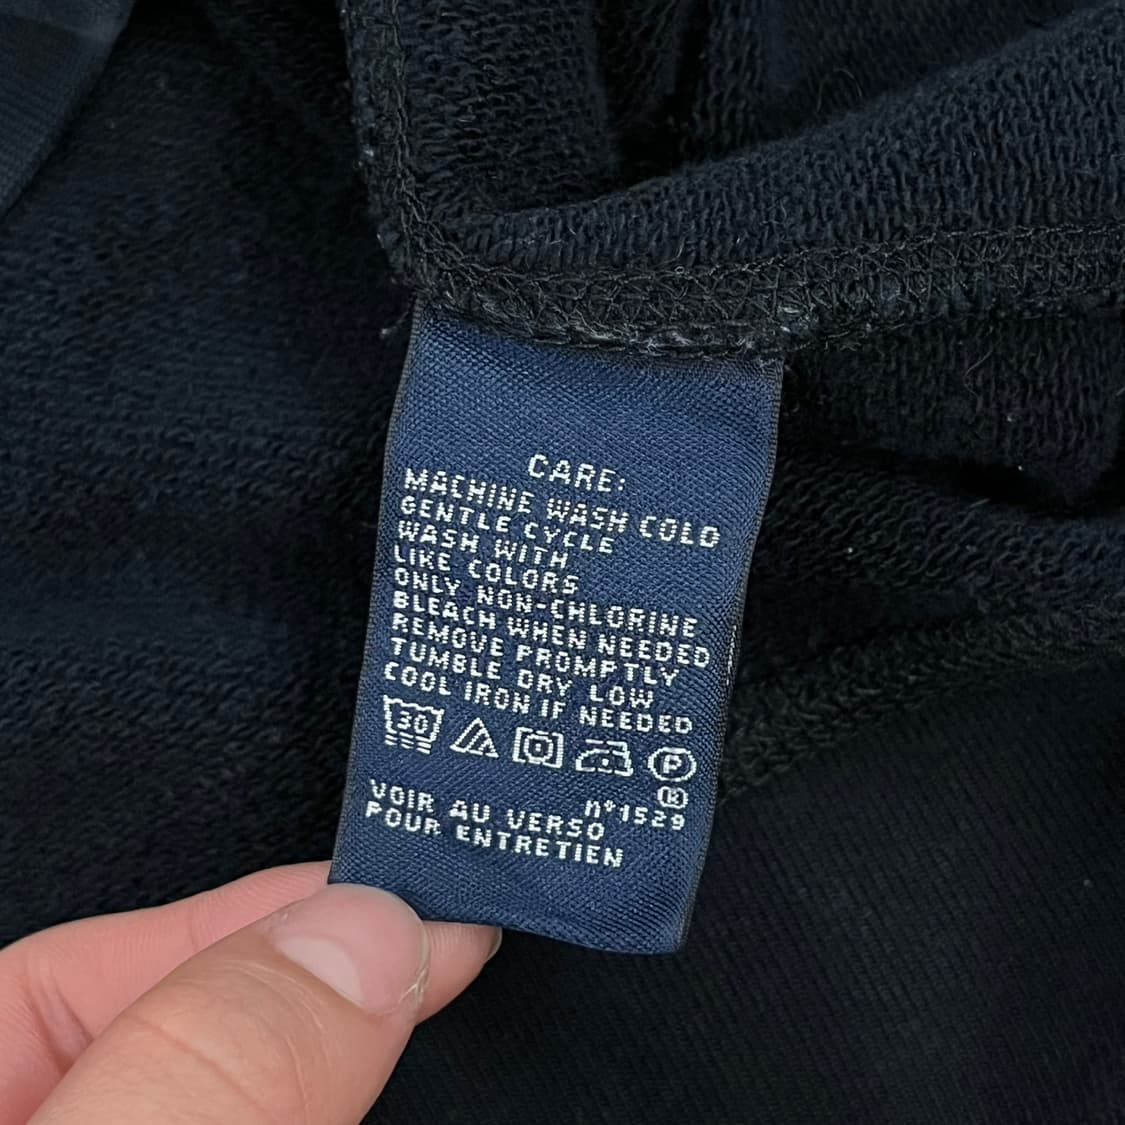 CARE:
MACHINE WASH COLD
GENTLE CYCLE
WASH WITH
LIKE COLORS
ONLY NON-CHLORINE
BLEACH WHEN NEEDED
REMOVE PROMPTLY
TUMBLE DRY LOW
COOL IRON IF NEEDED
30 P
K
n°1529
VOIR AU VERSO
POUR ENTRETIEN